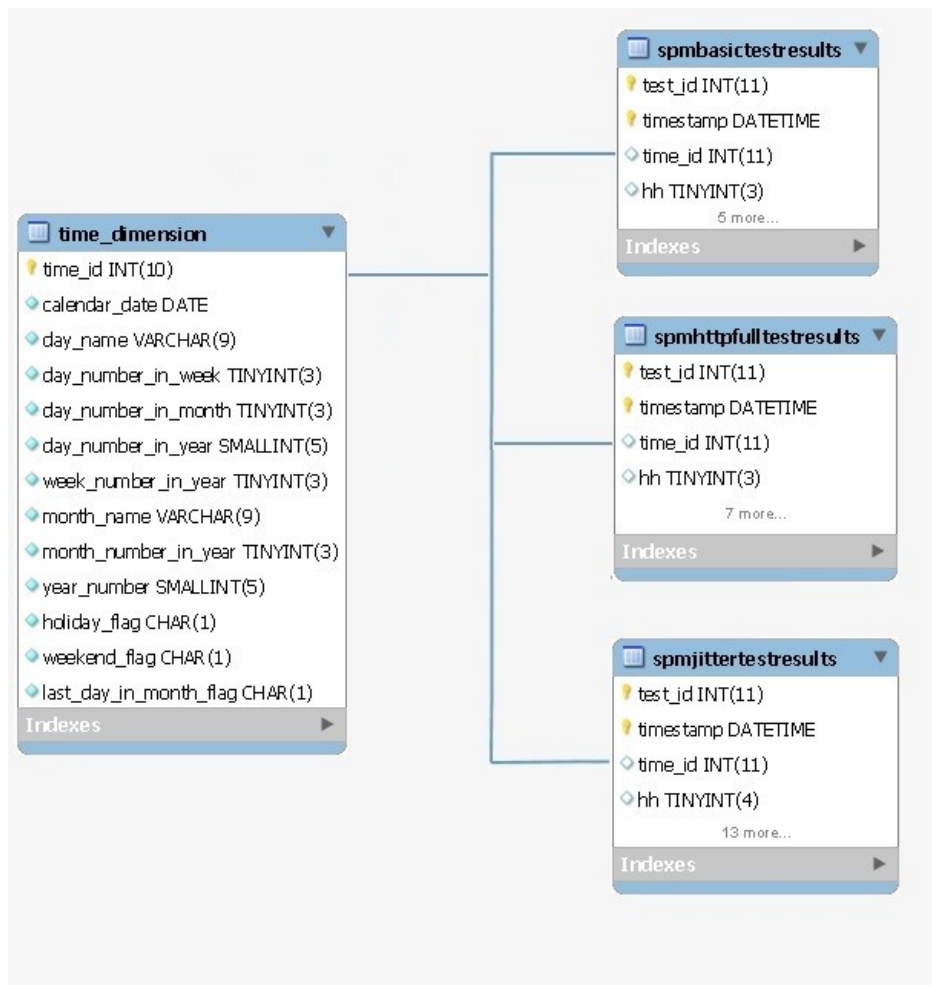 time_dimension
time_id INT(10)
calendar_date DATE
day_name VARCHAR(9)
day_number_in_week TINYINT(3)
day_number_in_month TINYINT(3)
day_number_in_year SMALLINT(5)
week_number_in_year TINYINT(3)
month_name VARCHAR(9)
month_number_in_year TINYINT(3)
year_number SMALLINT(5)
holiday_flag CHAR(1)
weekend_flag CHAR(1)
last_day_in_month_flag CHAR(1)
Indexes
spmbasictestresults
test_id INT(11)
timestamp DATETIME
time_id INT(11)
hh TINYINT(3)
5 more...
Indexes
spmhttpfulltestresults
test_id INT(11)
timestamp DATETIME
time_id INT(11)
hh TINYINT(3)
7 more...
Indexes
spmjittertestresults
test_id INT(11)
timestamp DATETIME
time_id INT(11)
hh TINYINT(4)
13 more...
Indexes